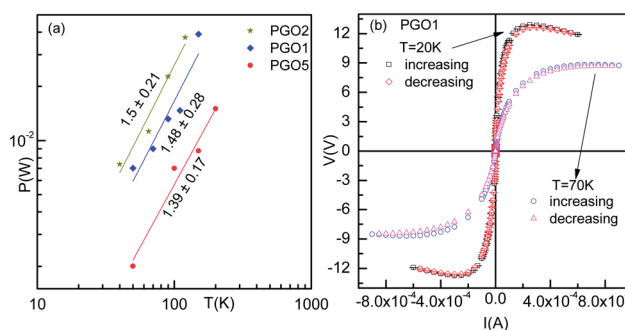 (a)
PGO2
PGO1
PGO5
1.5 ± 0.21
1.48 ± 0.28
1.39 ± 0.17
P(W)
10⁻²
10
100
1000
T(K)
(b)
PGO1
T=20K
increasing
decreasing
T=70K
increasing
decreasing
V(V)
12
9
6
3
0
-3
-6
-9
-12
-8.0x10⁻⁴
-4.0x10⁻⁴
0.0
4.0x10⁻⁴
I(A)